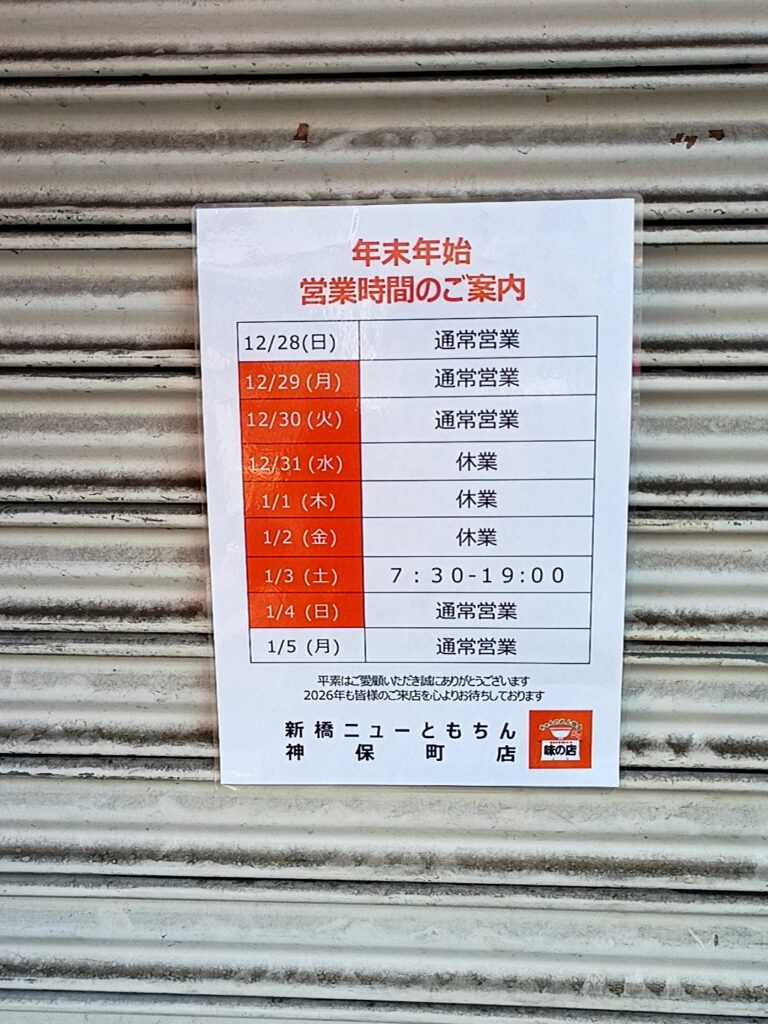 年末年始
営業時間のご案内
12/28(日) 通常営業
12/29 (月) 通常営業
12/30 (火) 通常営業
12/31 (水) 休業
1/1 (木) 休業
1/2 (金) 休業
1/3 (土) 7:30-19:00
1/4 (日) 通常営業
1/5 (月) 通常営業
平素はご愛顧いただき誠にありがとうございます
2026年も皆様のご来店を心よりお待ちしております
新橋ニューともちん
神保町店
味の店